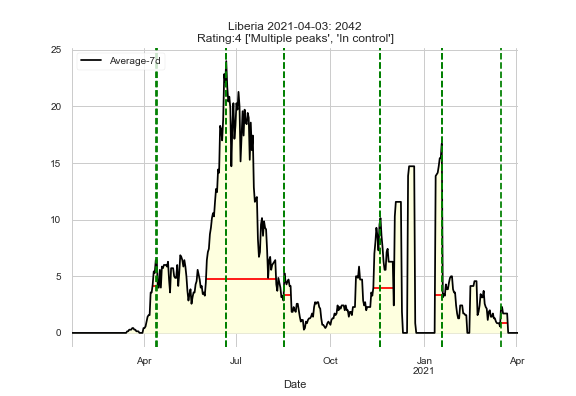 Liberia 2021-04-03: 2042
Rating:4 ['Multiple peaks', 'In control']
25
Average-7d
20
15
10
5
0
Apr
Jul
Oct
Jan
2021
Apr
Date